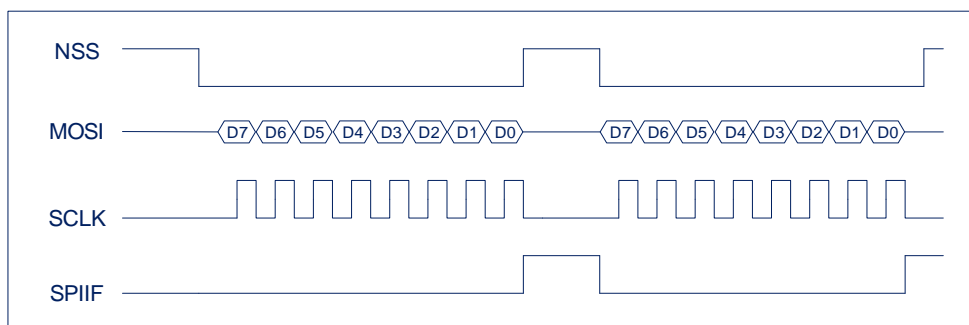 NSS
MOSI D7 D6 D5 D4 D3 D2 D1 D0 D7 D6 D5 D4 D3 D2 D1 D0
SCLK
SPIIF